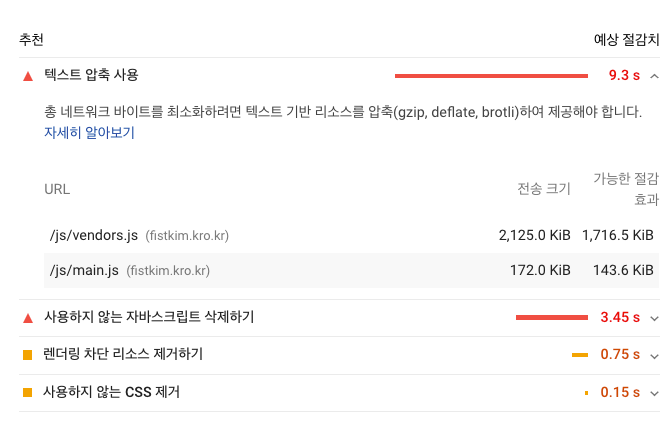 추천 예상 절감치
텍스트 압축 사용 9.3 s
총 네트워크 바이트를 최소화하려면 텍스트 기반 리소스를 압축(gzip, deflate, brotli)하여 제공해야 합니다.
자세히 알아보기
URL 전송 크기 가능한 절감
효과
/js/vendors.js (fistkim.kro.kr) 2,125.0 KiB 1,716.5 KiB
/js/main.js (fistkim.kro.kr) 172.0 KiB 143.6 KiB
사용하지 않는 자바스크립트 삭제하기 3.45 s
렌더링 차단 리소스 제거하기 0.75 s
사용하지 않는 CSS 제거 0.15 s